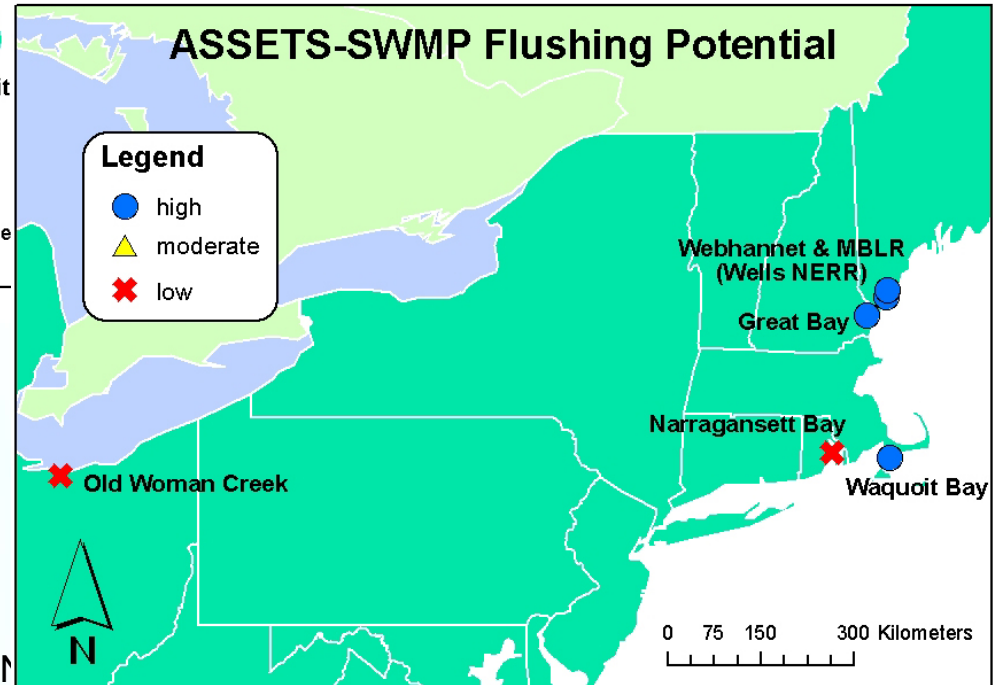 ASSETS-SWMP Flushing Potential
it
Legend
high
moderate
low
e
Webhannet & MBLR
(Wells NERR)
Great Bay
Narragansett Bay
Waquoit Bay
Old Woman Creek
N
0 75 150 300 Kilometers